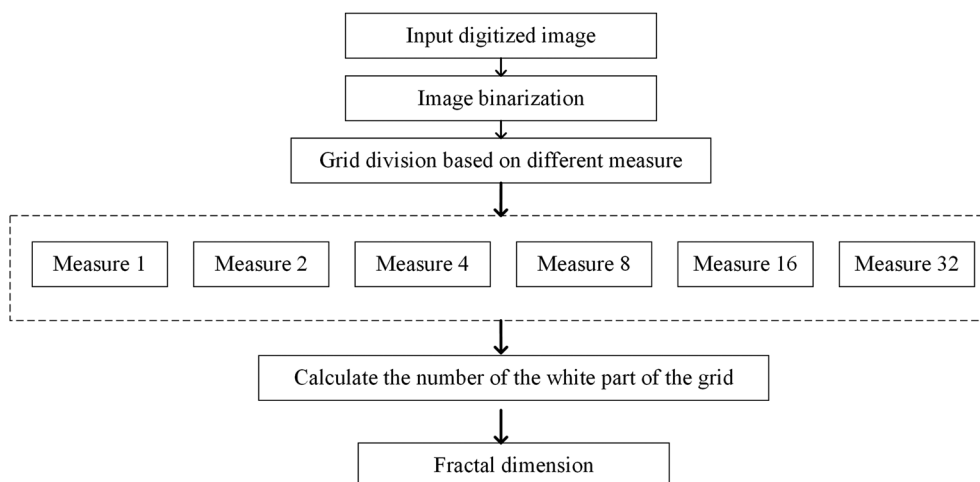 Input digitized image
Image binarization
Grid division based on different measure
Measure 1
Measure 2
Measure 4
Measure 8
Measure 16
Measure 32
Calculate the number of the white part of the grid
Fractal dimension